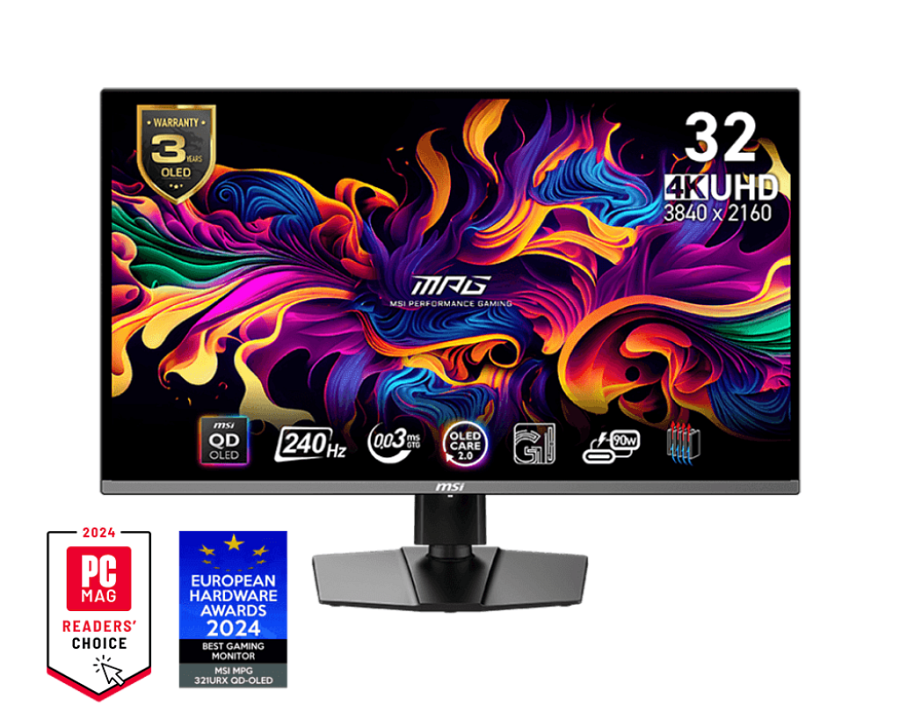 • WARRANTY •
3 YEARS
OLED
32
4K UHD
3840 x 2160
MPG
MSI PERFORMANCE GAMING
msi
QD
OLED
240Hz
0.03ms
GTG
OLED
CARE
2.0
90w
msi
2024
PC
MAG
READERS'
CHOICE
EUROPEAN
HARDWARE
AWARDS
2024
BEST GAMING
MONITOR
MSI MPG
321URX QD-OLED